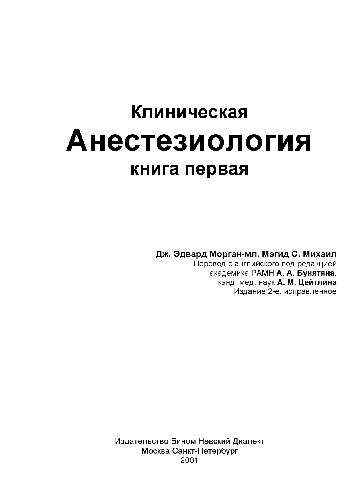 Клиническая
Анестезиология
книга первая
Дж. Эдвард Морган-мл. Мэгид С. Михаил
Перевод с английского под редакцией
академика РАМН А. А. Бунятяна,
канд. мед. наук А. М. Цейтлина
Издание 2-е, исправленное
Издательство Бином-Невский Диалект
Москва Санкт-Петербург
2001